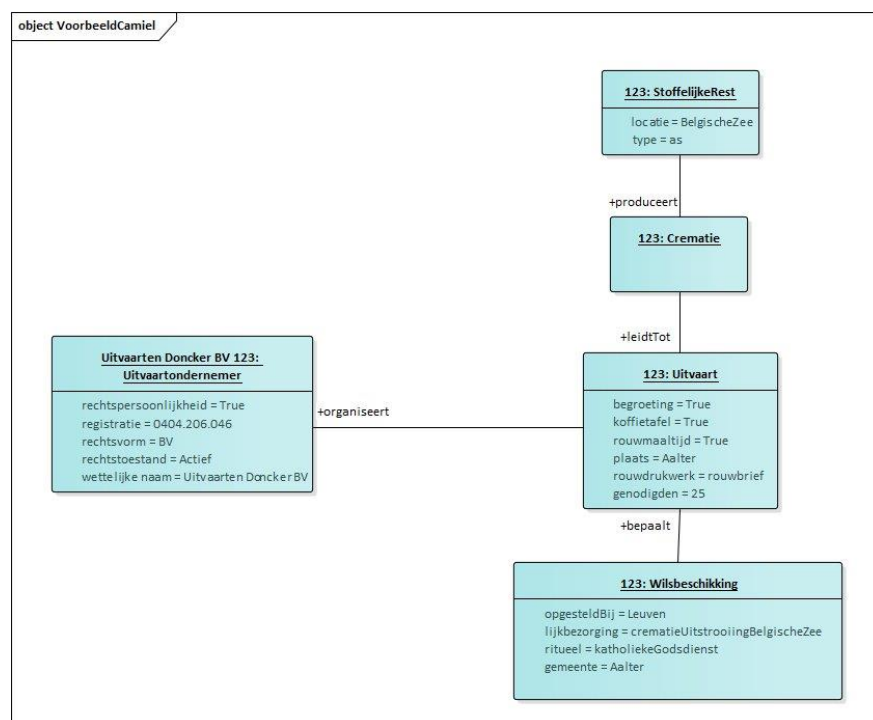 object VoorbeeldCamiel
123: StoffelijkeRest
locatie = BelgischeZee
type = as
+produceert
123: Crematie
+leidtTot
Uitvaarten Doncker BV 123:
Uitvaartondernemer
rechtspersoonlijkheid = True
registratie = 0404.206.046
rechtsvorm = BV
rechtstoestand = Actief
wettelijke naam = Uitvaarten Doncker BV
+organiseert
123: Uitvaart
begroeting = True
koffietafel = True
rouwmaaltijd = True
plaats = Aalter
rouwdrukwerk = rouwbrief
genodigden = 25
+bepaalt
123: Wilsbeschikking
opgesteldBij = Leuven
lijkbezorging = crematieUitstrooiingBelgischeZee
ritueel = katholiekeGodsdienst
gemeente = Aalter